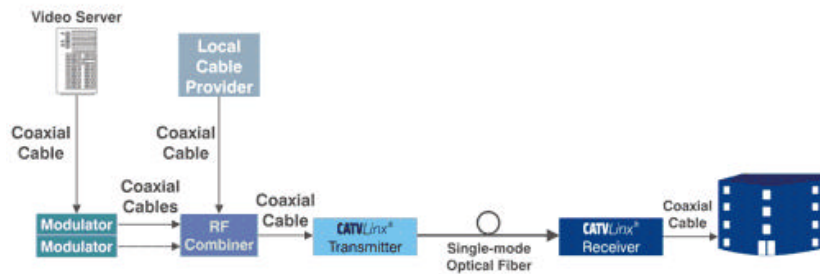 Video Server
Local
Cable
Provider
Coaxial
Cable
Coaxial
Cable
Coaxial
Cables
Coaxial
Cable
Modulator
Modulator
RF
Combiner
CATVLinx®
Transmitter
Single-mode
Optical Fiber
CATVLinx®
Receiver
Coaxial
Cable